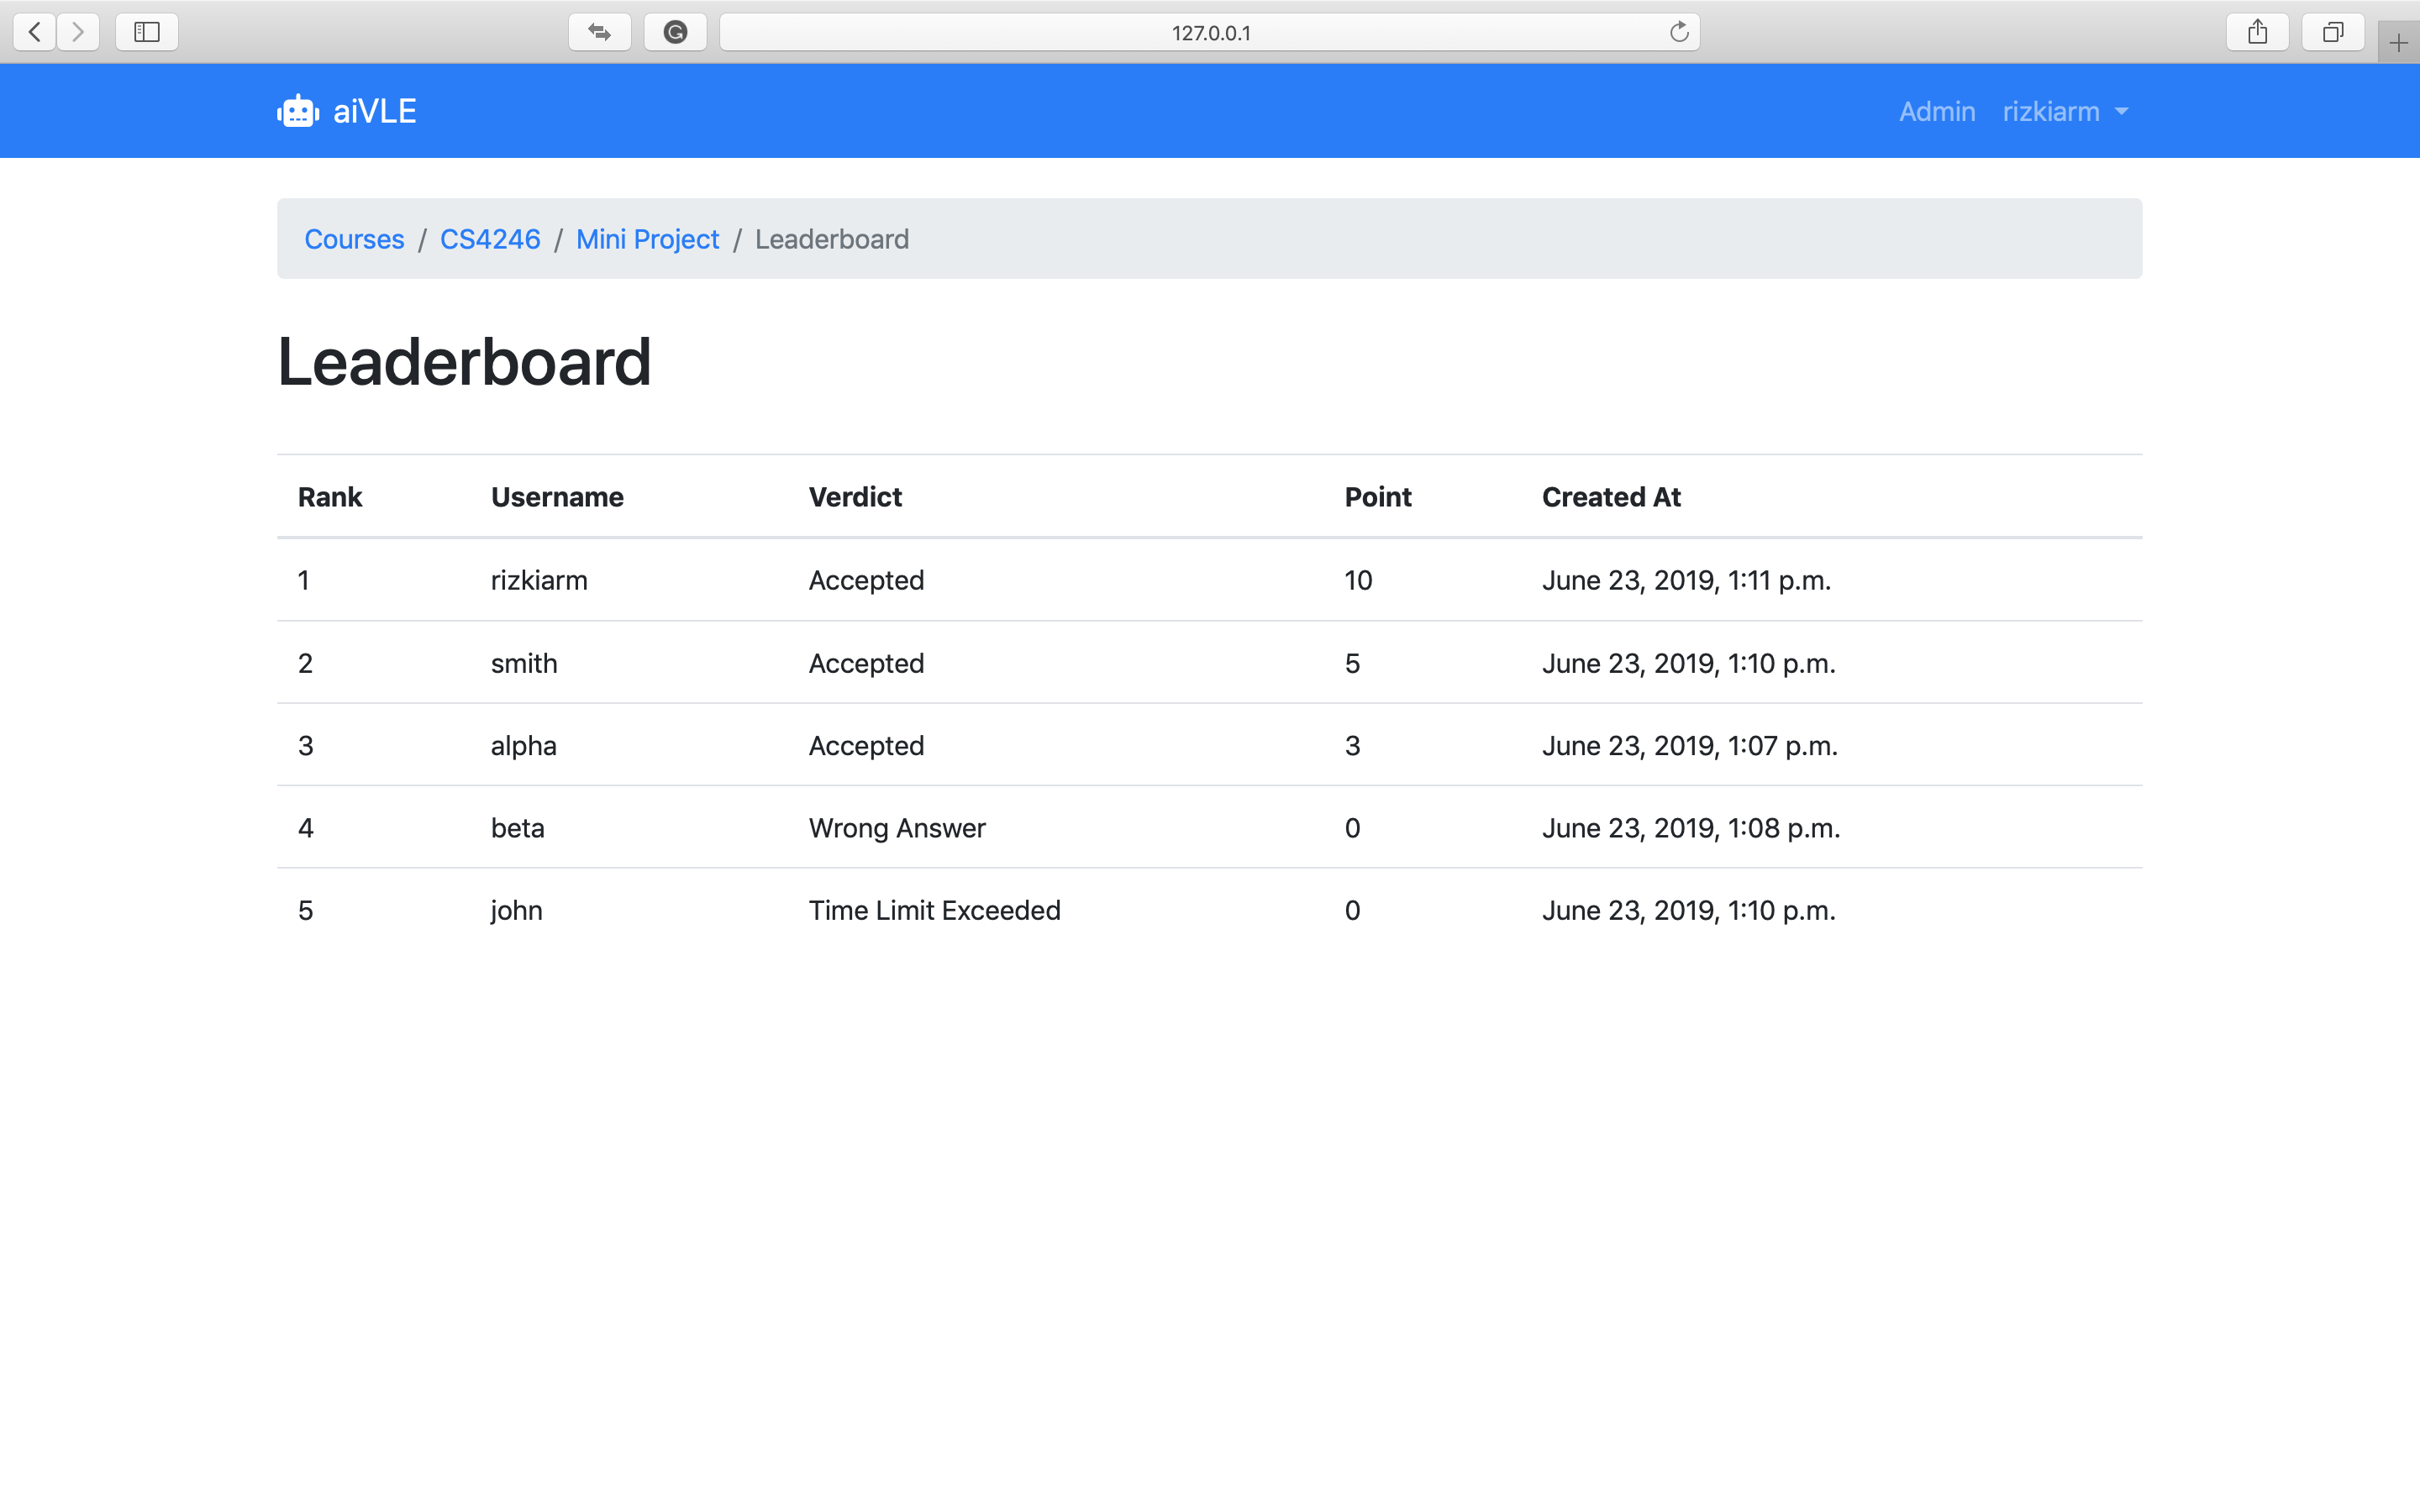 127.0.0.1
aiVLE Admin rizkiarm
Courses / CS4246 / Mini Project / Leaderboard
Leaderboard
Rank Username Verdict Point Created At
1 rizkiarm Accepted 10 June 23, 2019, 1:11 p.m.
2 smith Accepted 5 June 23, 2019, 1:10 p.m.
3 alpha Accepted 3 June 23, 2019, 1:07 p.m.
4 beta Wrong Answer 0 June 23, 2019, 1:08 p.m.
5 john Time Limit Exceeded 0 June 23, 2019, 1:10 p.m.